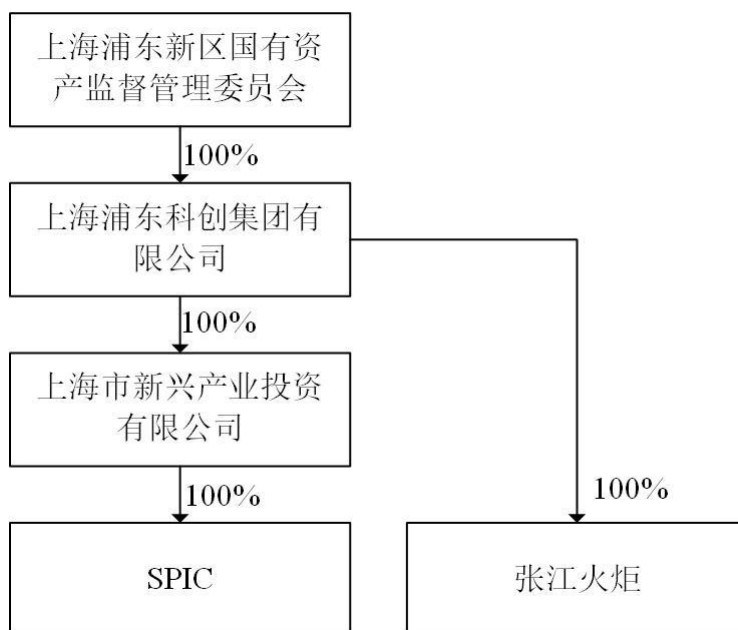 上海浦东新区国有资
产监督管理委员会
100%
上海浦东科创集团有
限公司
100%
上海市新兴产业投资
有限公司
100%
100%
SPIC
张江火炬